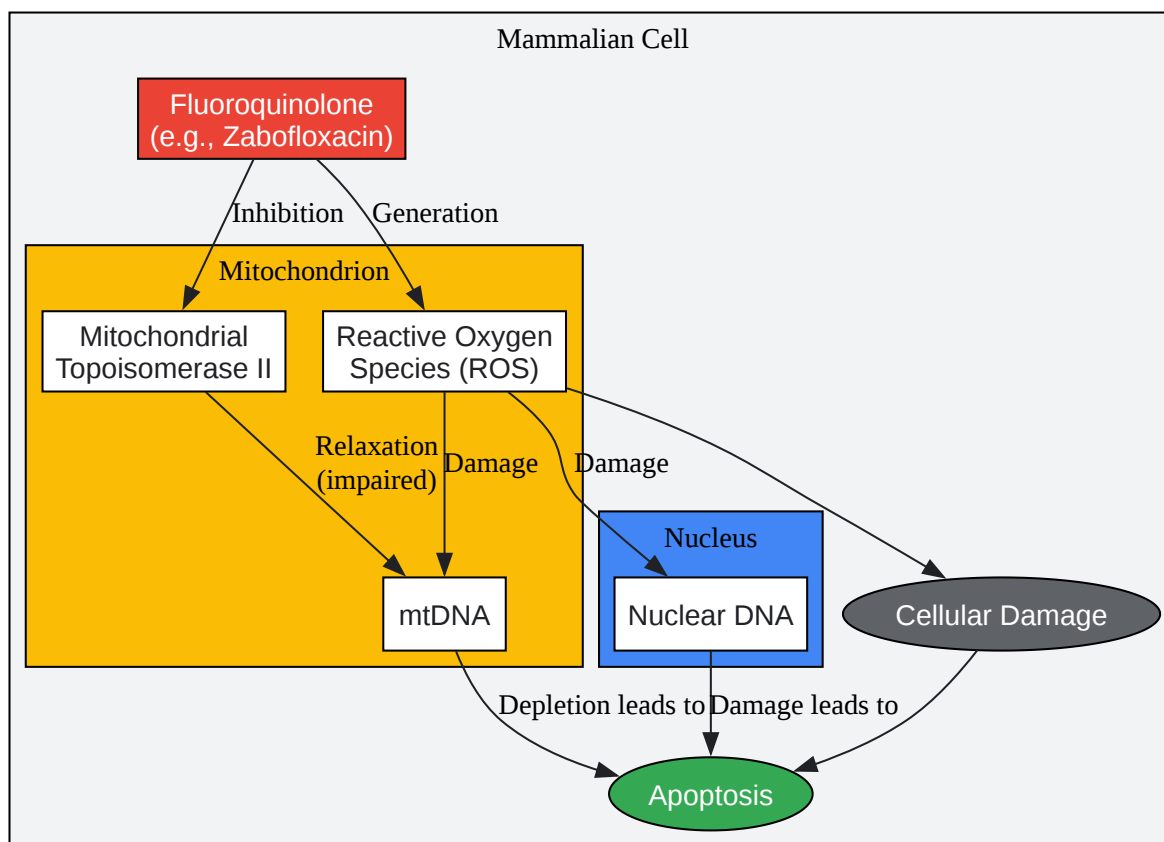 Mammalian Cell
Fluoroquinolone
(e.g., Zabofloxacin)
Inhibition
Generation
Mitochondrion
Mitochondrial
Topoisomerase II
Reactive Oxygen
Species (ROS)
Relaxation
(impaired)
Damage
Damage
Nucleus
mtDNA
Nuclear DNA
Cellular Damage
Depletion leads to
Damage leads to
Apoptosis